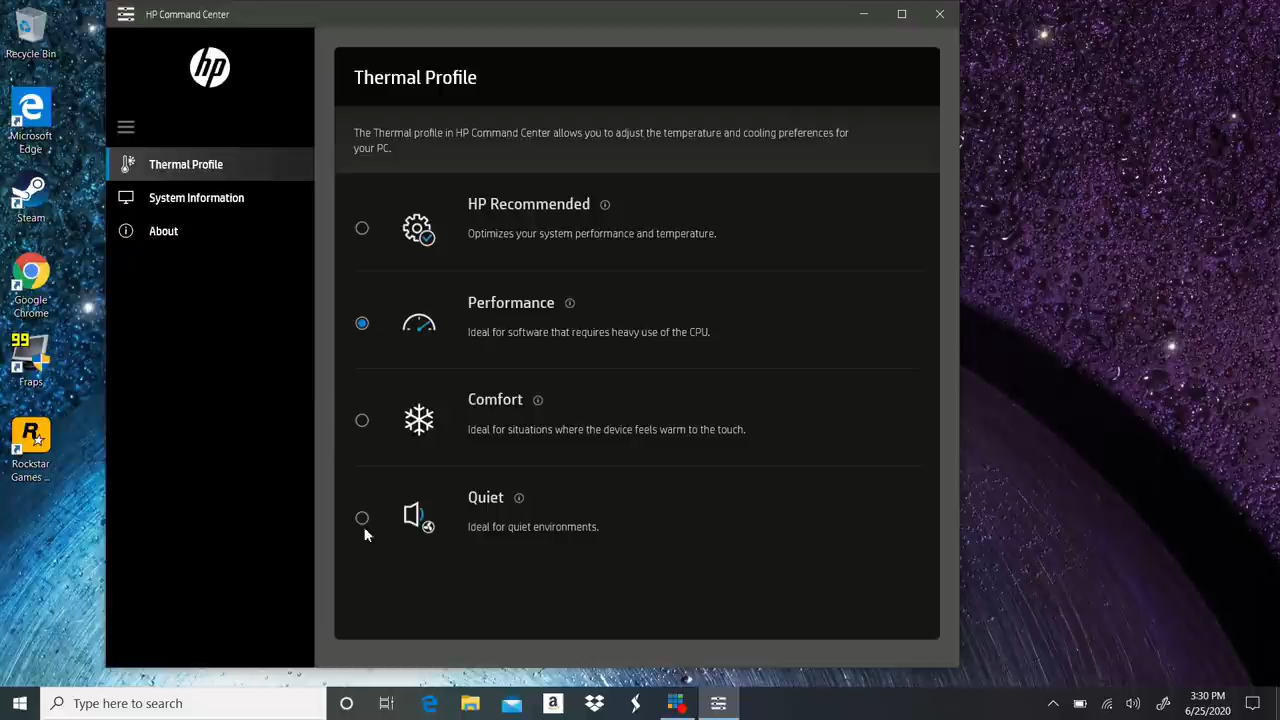 HP Command Center
Recycle Bin
hp
Thermal Profile
The Thermal profile in HP Command Center allows you to adjust the temperature and cooling preferences for
your PC.
Microsoft
Edge
Thermal Profile
System Information
About
HP Recommended
Optimizes your system performance and temperature.
Steam
Google
Chrome
Performance
Ideal for software that requires heavy use of the CPU.
99
Fraps
Comfort
Ideal for situations where the device feels warm to the touch.
R
Rockstar
Games ...
Quiet
Ideal for quiet environments.
Type here to search
a
3:30 PM
6/25/2020